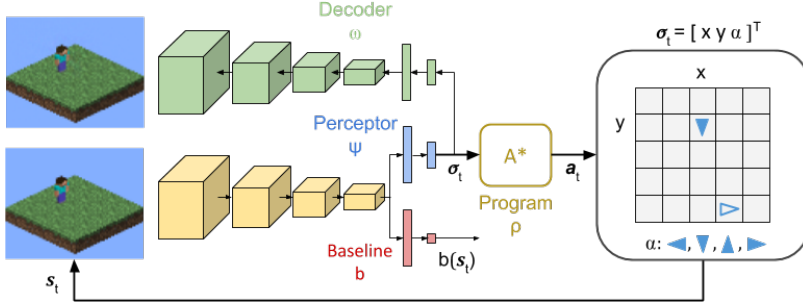 Decoder
ω
σt = [ x y α ]T
x
y
Perceptor
ψ
σt
A*
at
Program
ρ
Baseline
b
b(st)
α: , , ,
st